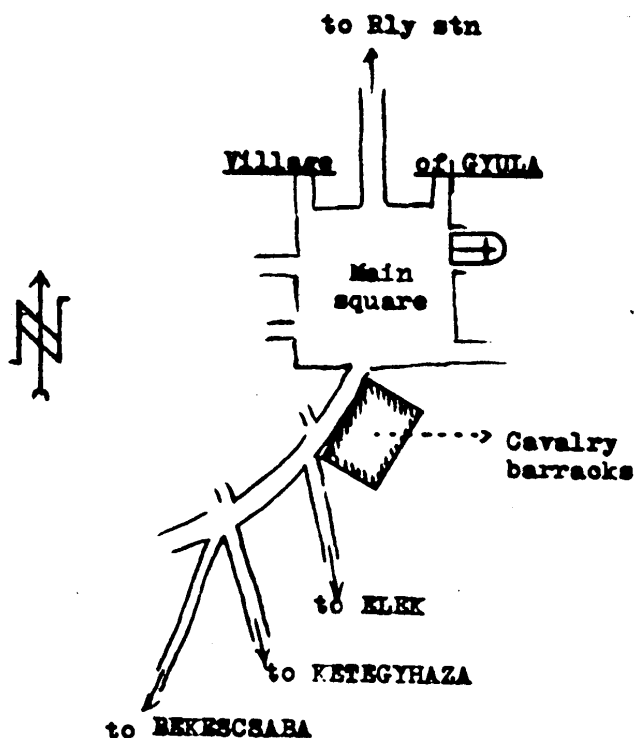 to Rly stn
Village of GYULA
Main
square
Cavalry
barracks
to ELEK
to KETEGYHAZA
to BEKESCSABA